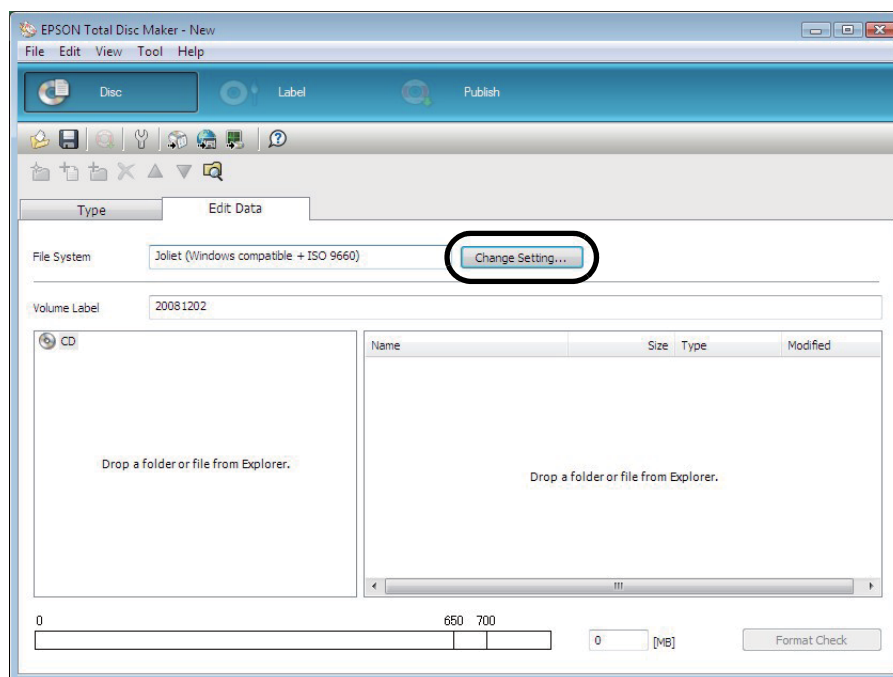 EPSON Total Disc Maker - New
File Edit View Tool Help
Disc Label Publish
Type Edit Data
File System Joliet (Windows compatible + ISO 9660) Change Setting...
Volume Label 20081202
CD
Name Size Type Modified
Drop a folder or file from Explorer.
Drop a folder or file from Explorer.
0 650 700
0 [MB] Format Check